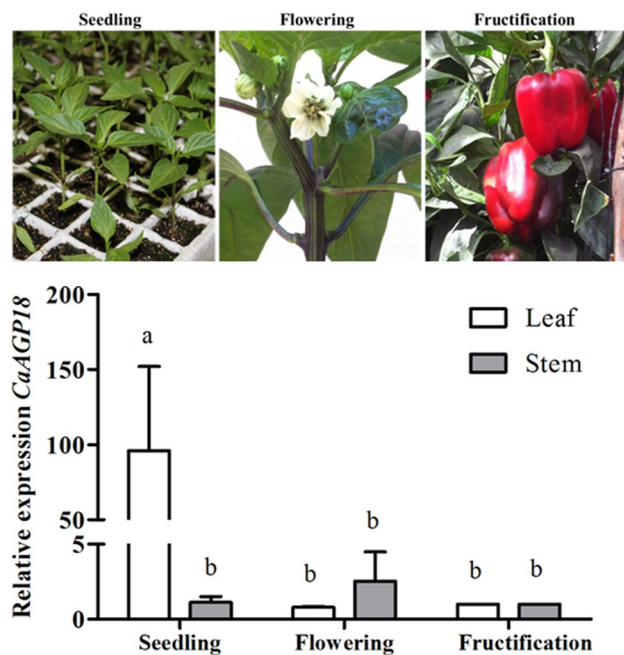 Seedling Flowering Fructification
Relative expression CaAGP18
200
150
100
50
5
0
a
b
b
b
b
b
Leaf
Stem
Seedling Flowering Fructification